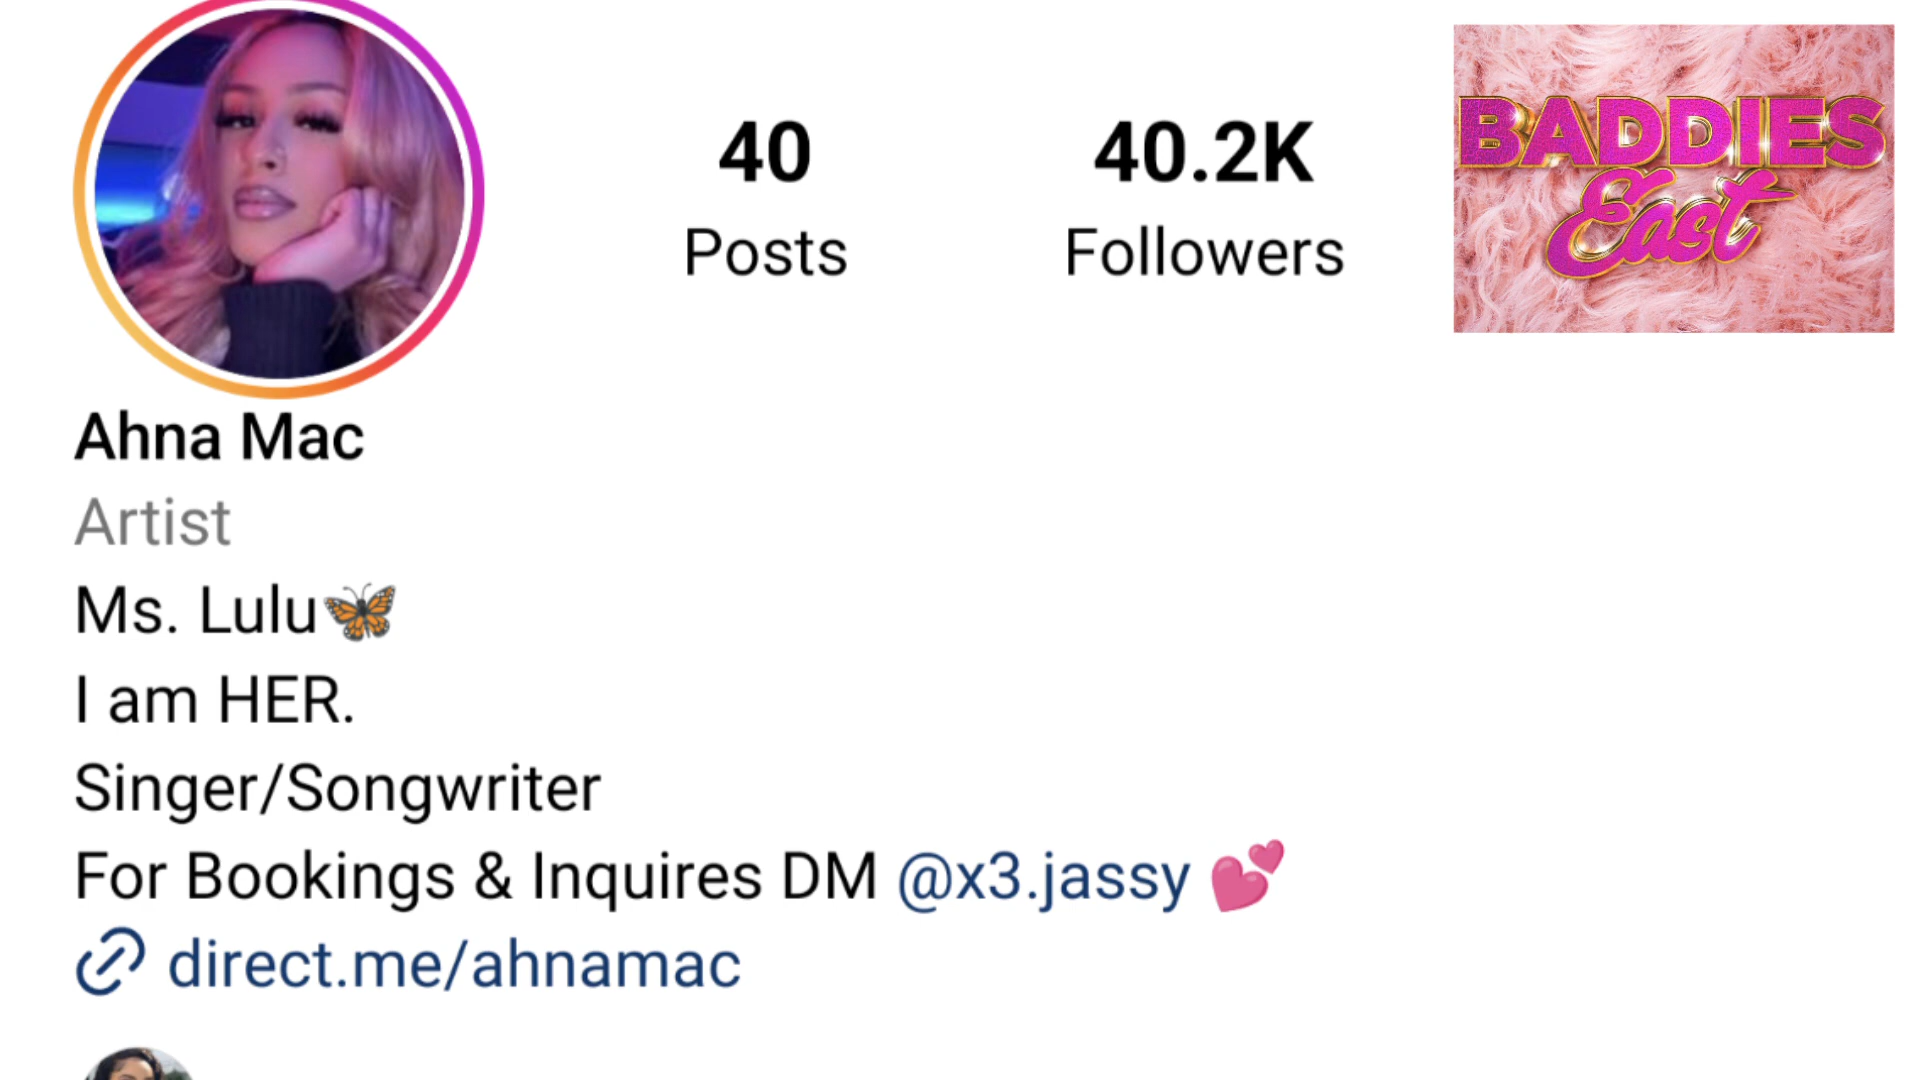 40
Posts
40.2K
Followers
BADDIES
East
Ahna Mac
Artist
Ms. Lulu🦋
I am HER.
Singer/Songwriter
For Bookings & Inquires DM @x3.jassy 💕
direct.me/ahnamac